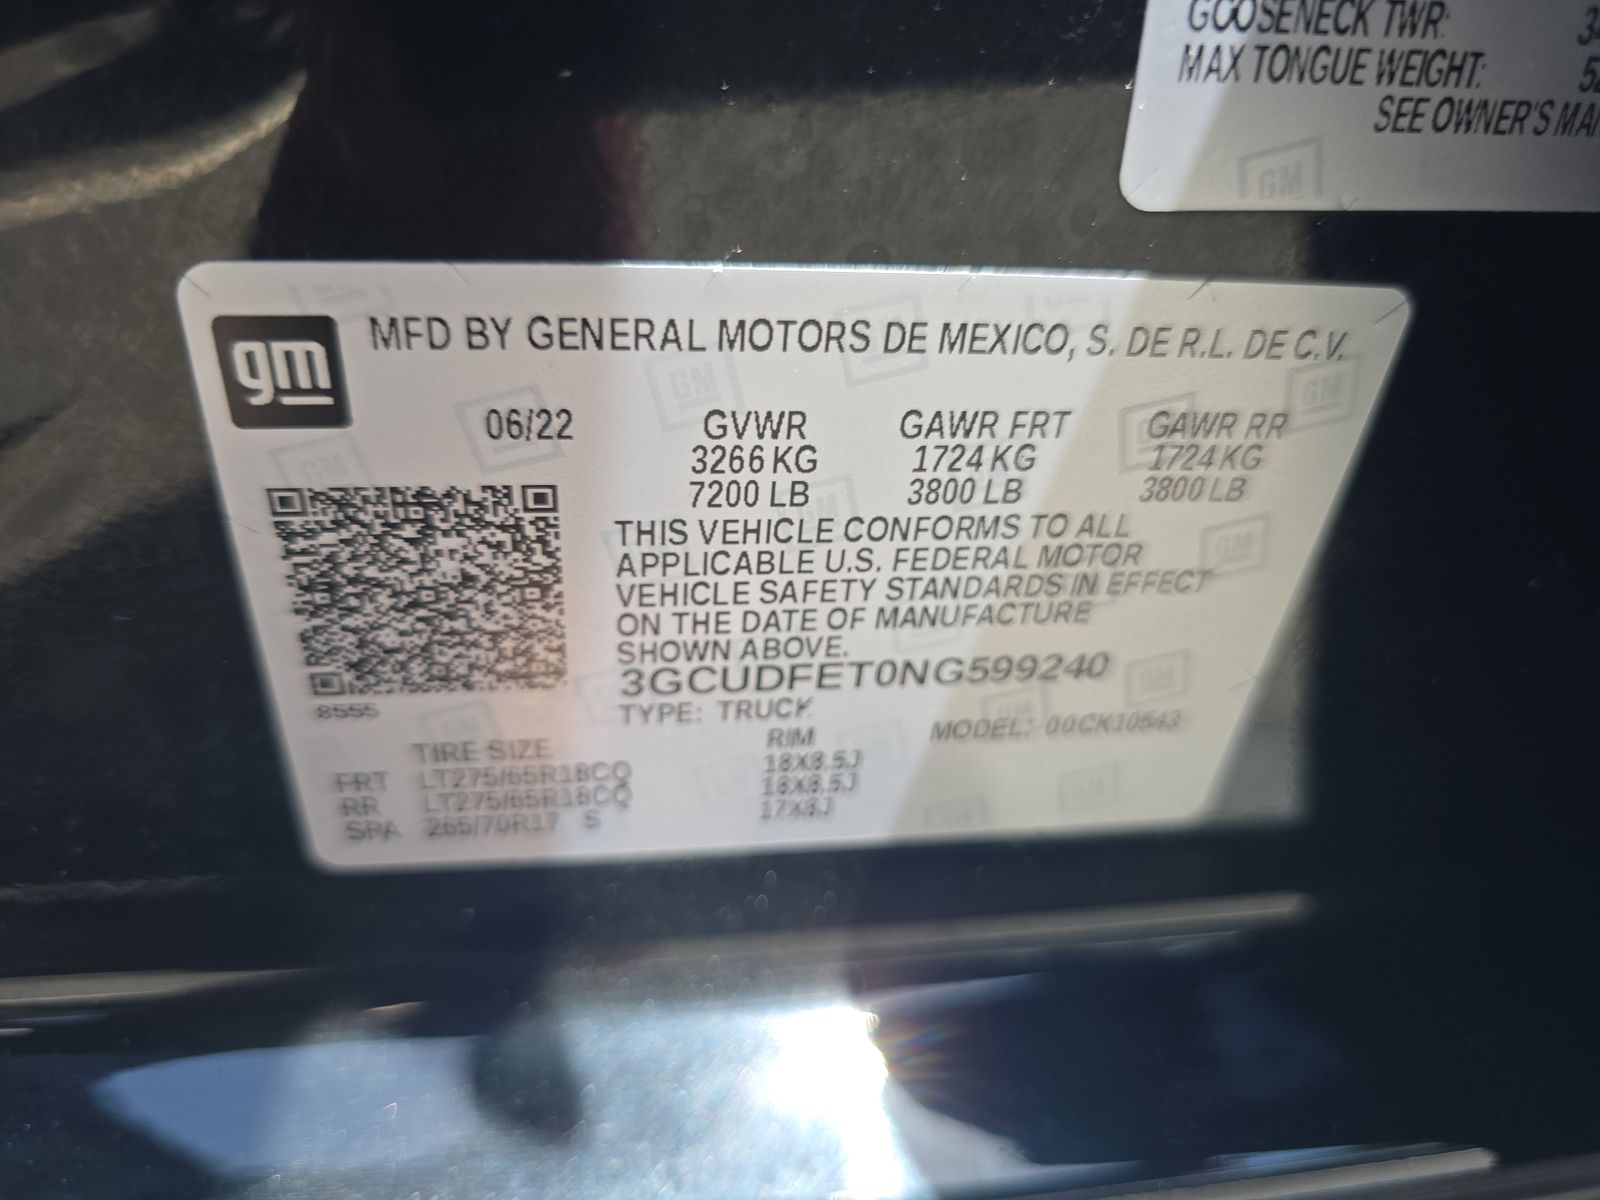 GOOSENECK TWR:
MAX TONGUE WEIGHT:
SEE OWNER'S
GM
gm
MFD BY GENERAL MOTORS DE MEXICO, S. DE R.L. DE C.V.
06/22 GVWR GAWR FRT GAWR RR
3266 KG 1724 KG 1724 KG
7200 LB 3800 LB 3800 LB
THIS VEHICLE CONFORMS TO ALL
APPLICABLE U.S. FEDERAL MOTOR
VEHICLE SAFETY STANDARDS IN EFFECT
ON THE DATE OF MANUFACTURE
SHOWN ABOVE.
3GCUDFET0NG599240
8555
TYPE: TRUCK MODEL: 00CK10543
TIRE SIZE RIM
FRT LT275/65R18CQ 18X8.5J
RR LT275/65R18CQ 18X8.5J
SPA 265/70R17 S 17X8J